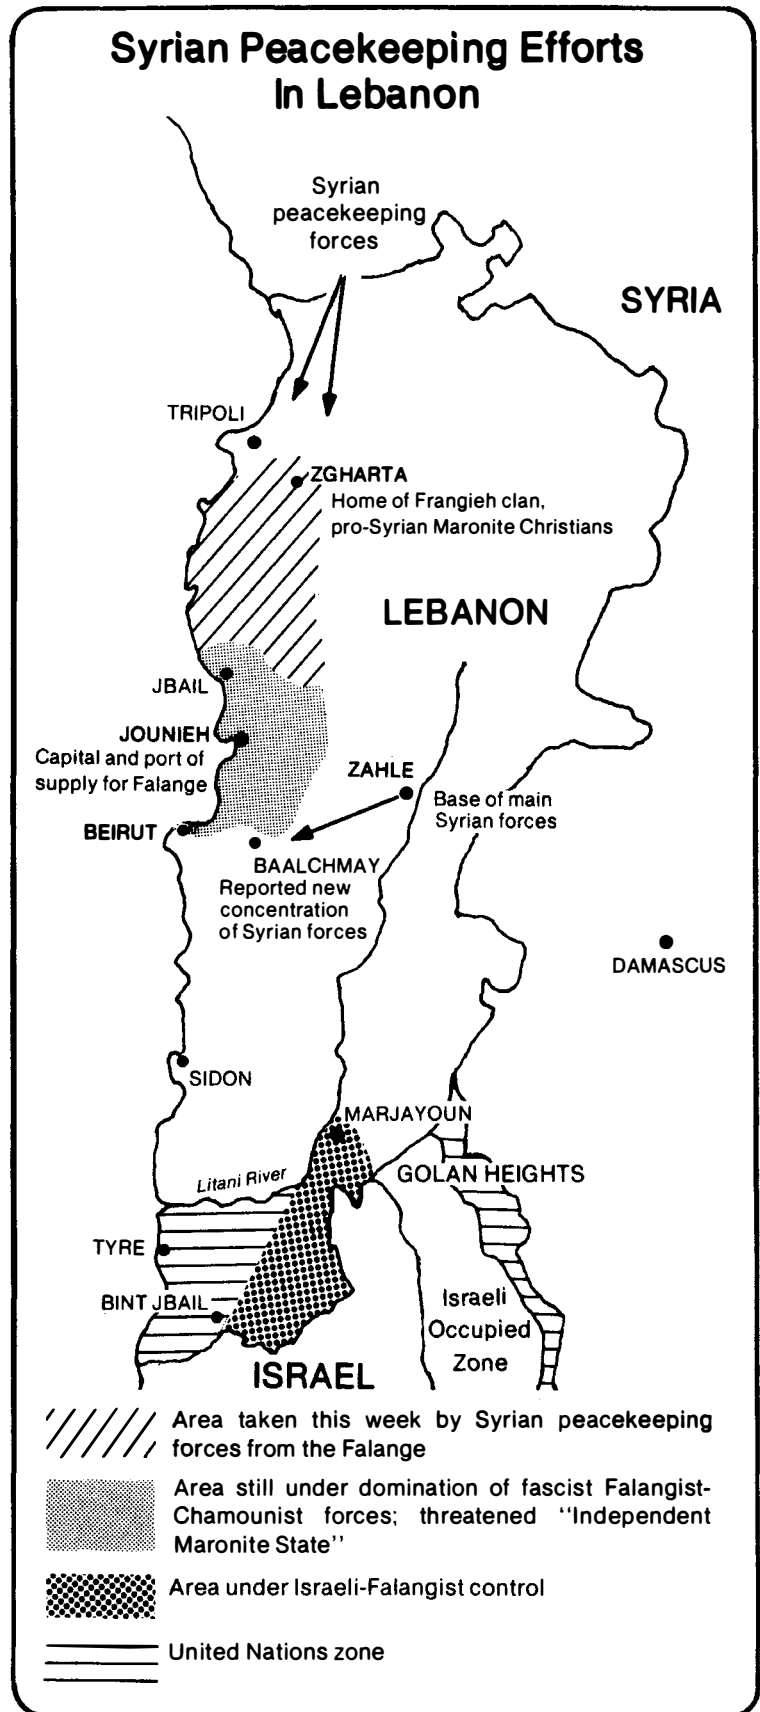 Syrian Peacekeeping Efforts
In Lebanon
Syrian
peacekeeping
forces
SYRIA
TRIPOLI
ZGHARTA
Home of Frangieh clan,
pro-Syrian Maronite Christians
LEBANON
JBAIL
JOUNIEH
Capital and port of
supply for Falange
ZAHLE
Base of main
Syrian forces
BEIRUT
BAALCHMAY
Reported new
concentration
of Syrian forces
DAMASCUS
SIDON
MARJAYOUN
Litani River
GOLAN HEIGHTS
TYRE
BINT JBAIL
Israeli
Occupied
Zone
ISRAEL
Area taken this week by Syrian peacekeeping
forces from the Falange
Area still under domination of fascist Falangist-
Chamounist forces; threatened "Independent
Maronite State"
Area under Israeli-Falangist control
United Nations zone